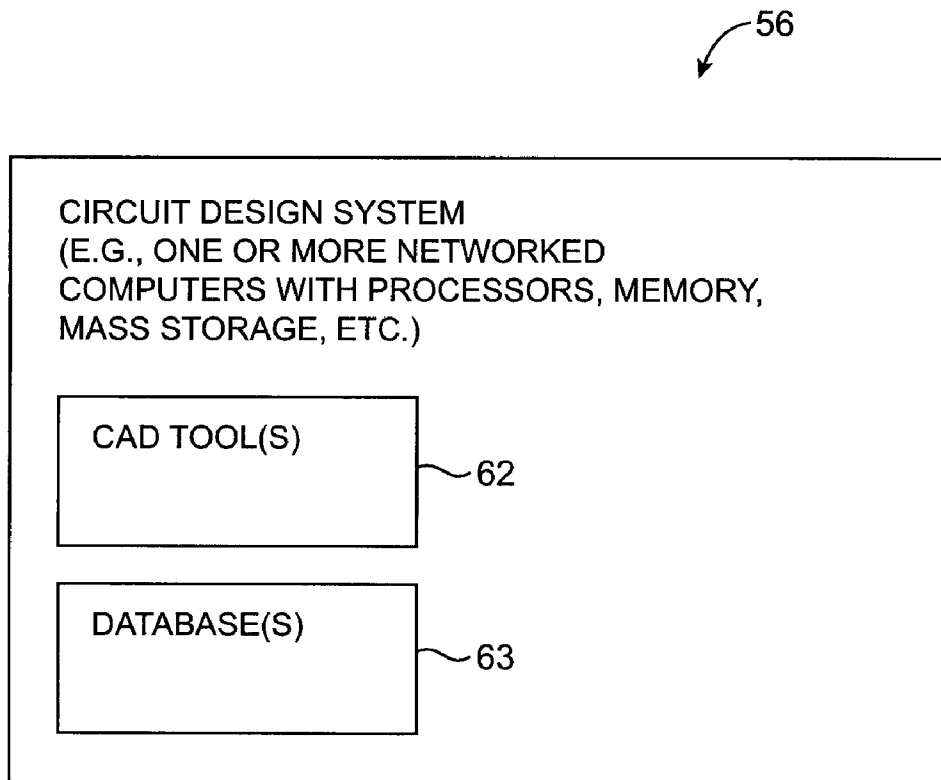 56
CIRCUIT DESIGN SYSTEM
(E.G., ONE OR MORE NETWORKED
COMPUTERS WITH PROCESSORS, MEMORY,
MASS STORAGE, ETC.)
CAD TOOL(S)
62
DATABASE(S)
63